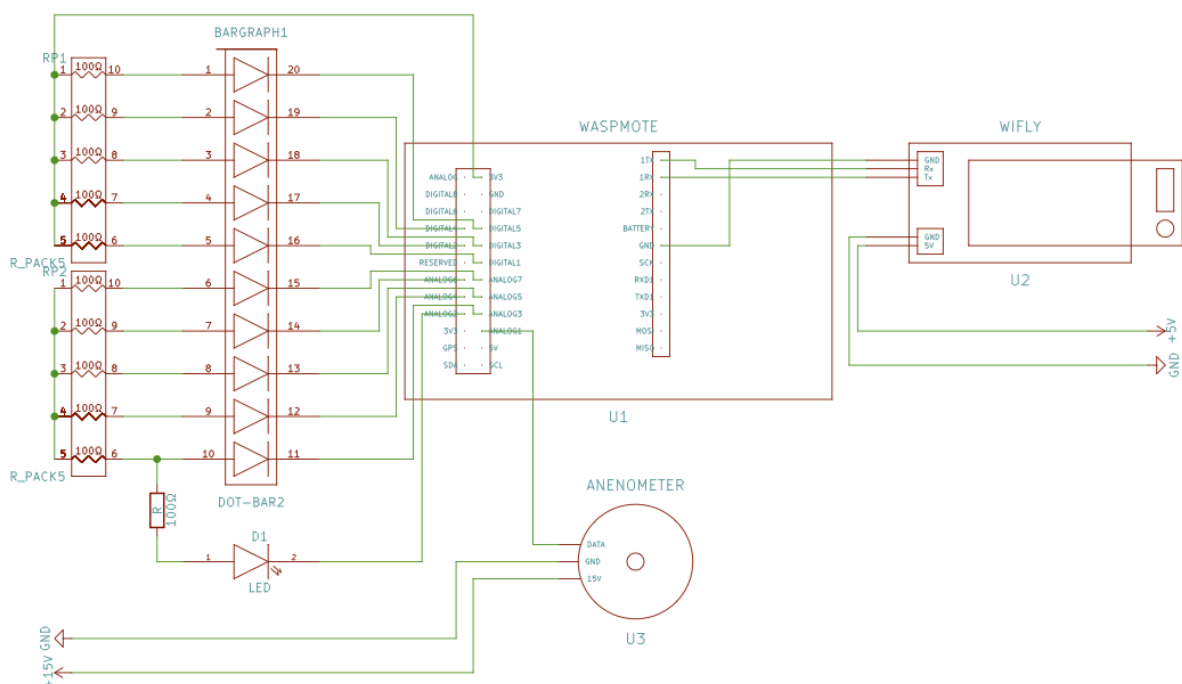 BARGRAPH1
RP1
1 100Ω 10
2 100Ω 9
3 100Ω 8
4 100Ω 7
5 100Ω 6
R_PACK5
RP2
1 100Ω 10
2 100Ω 9
3 100Ω 8
4 100Ω 7
5 100Ω 6
R_PACK5
1 20
2 19
3 18
4 17
5 16
6 15
7 14
8 13
9 12
10 11
DOT-BAR2
R
100Ω
D1
1 2
LED
GND
+15V
WASPMOTE
ANALOG 3V3
DIGITAL8 GND
DIGITAL6 DIGITAL7
DIGITAL4 DIGITAL5
DIGITAL2 DIGITAL3
RESERVED DIGITAL1
ANALOG6 ANALOG7
ANALOG4 ANALOG5
ANALOG2 ANALOG3
3V3 ANALOG1
GPS 5V
SDA SCL
1TX
1RX
2RX
2TX
BATTERY
GND
SCK
RXD1
TXD1
3V3
MOSI
MISO
U1
WIFLY
GND
Rx
Tx
GND
5V
U2
+5V
GND
ANENOMETER
DATA
GND
15V
U3